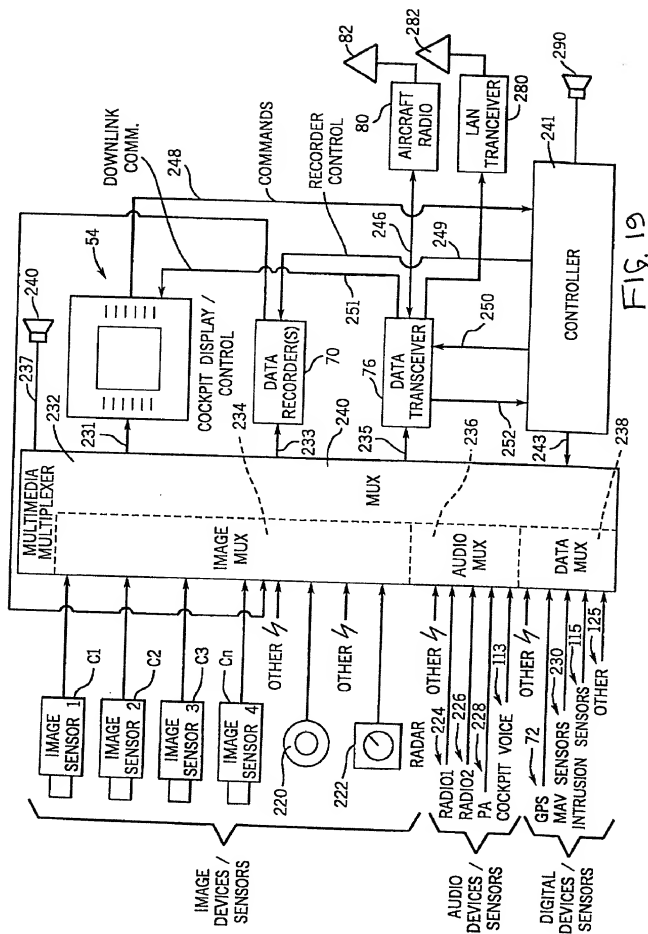 IMAGE
DEVICES /
SENSORS
AUDIO
DEVICES /
SENSORS
DIGITAL
DEVICES /
SENSORS
IMAGE
SENSOR 1
C1
IMAGE
SENSOR 2
C2
IMAGE
SENSOR 3
C3
IMAGE
SENSOR 4
Cn
OTHER
220
OTHER
222
RADAR
OTHER
RADIO1
224
RADIO2
226
PA
228
COCKPIT VOICE
113
OTHER
GPS
72
MAV SENSORS
230
INTRUSION SENSORS
115
OTHER
125
MULTIMEDIA
MULTIPLEXER
232
IMAGE
MUX
234
AUDIO
MUX
236
DATA
MUX
238
MUX
240
237
240
231
54
COCKPIT DISPLAY /
CONTROL
233
DATA
RECORDER(S)
70
235
DATA
TRANSCEIVER
76
DOWNLINK
COMM.
248
COMMANDS
RECORDER
CONTROL
246
249
251
250
252
243
AIRCRAFT
RADIO
80
82
LAN
TRANCEIVER
280
282
CONTROLLER
241
290
FIG. 19